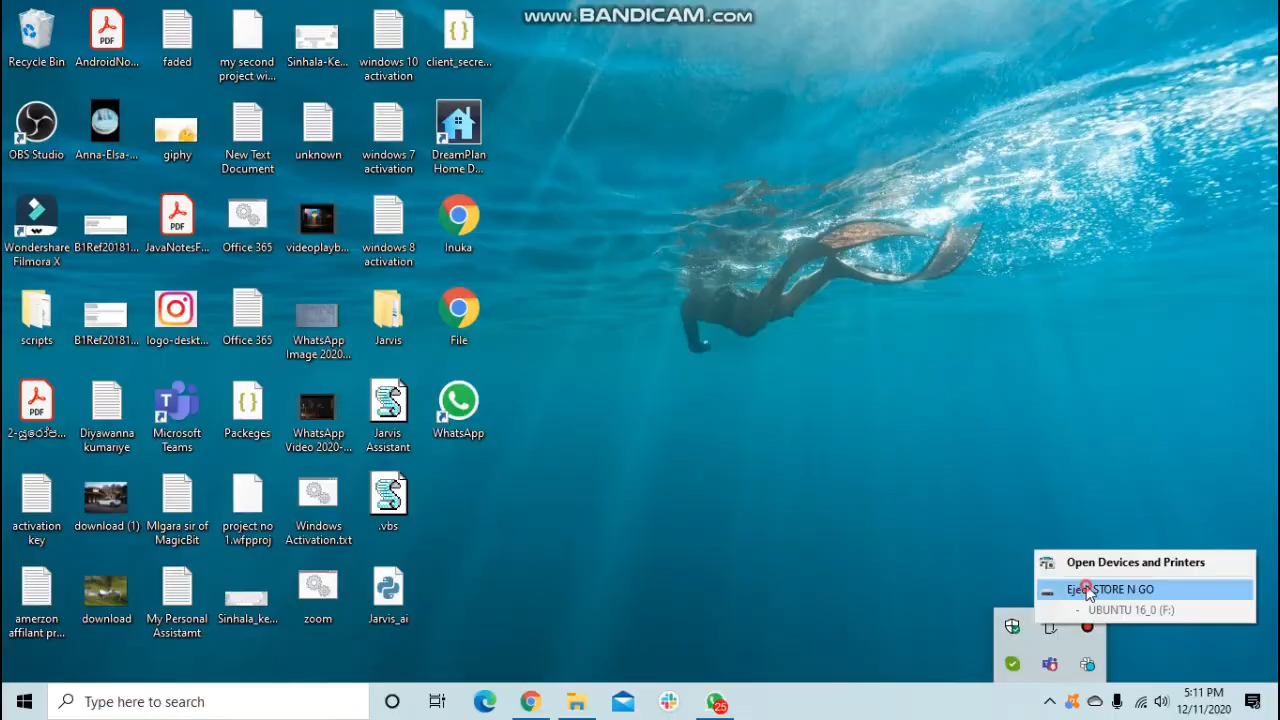 www.BANDICAM.com
Recycle Bin
AndroidNo...
faded
my second
project wi...
Sinhala-Ke...
windows 10
activation
client_secre...
OBS Studio
Anna-Elsa-...
giphy
New Text
Document
unknown
windows 7
activation
DreamPlan
Home D...
Wondershare
Filmora X
B1Ref20181...
JavaNotesF...
Office 365
videoplayb...
windows 8
activation
Inuka
scripts
B1Ref20181...
logo-deskt...
Office 365
WhatsApp
Image 2020...
Jarvis
File
2-යුරෝප...
Diyawanna
kumariye
Microsoft
Teams
Packeges
WhatsApp
Video 2020-...
Jarvis
Assistant
WhatsApp
activation
key
download (1)
MIgara sir of
MagicBit
project no
1.wfpproj
Windows
Activation.txt
.vbs
amerzon
affilant pr...
download
My Personal
Assistamt
Sinhala_ke...
zoom
Jarvis_ai
Open Devices and Printers
Eject STORE N GO
- UBUNTU 16_0 (F:)
Type here to search
25
5:11 PM
12/11/2020